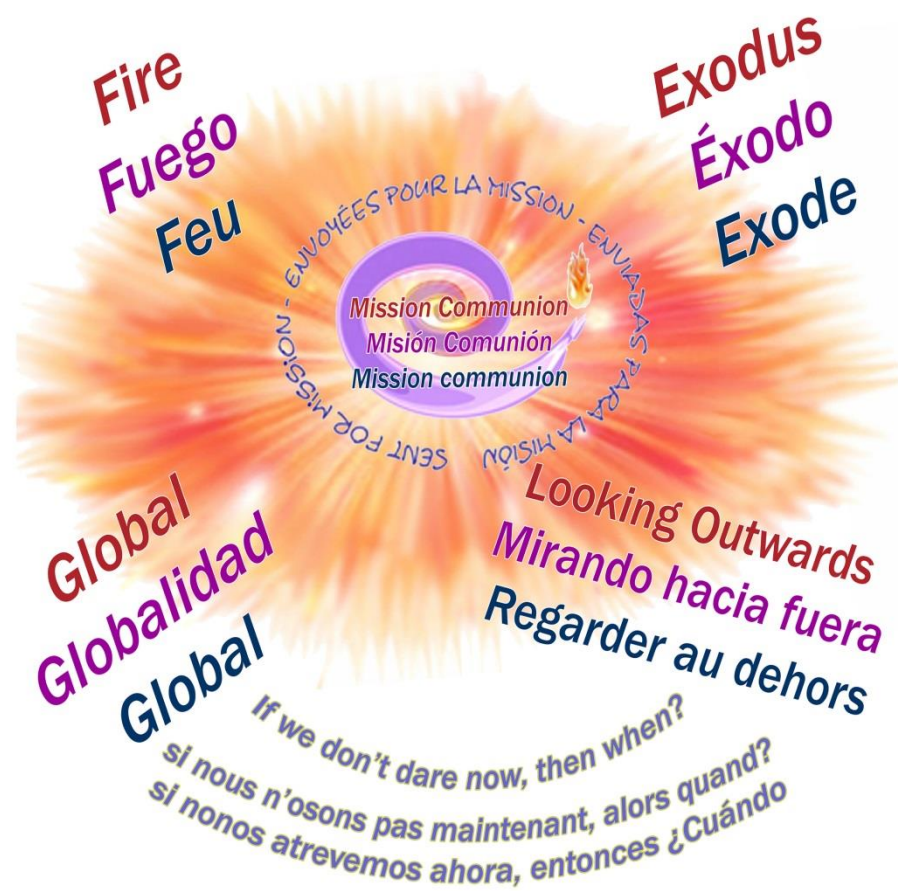 Fire
Fuego
Feu
Exodus
Éxodo
Exode
SENT FOR MISSION - ENVOYÉES POUR LA MISSION - ENVIADAS PARA LA MISIÓN
Mission Communion
Misión Comunión
Mission communion
Global
Globalidad
Global
Looking Outwards
Mirando hacia fuera
Regarder au dehors
If we don't dare now, then when?
si nous n'osons pas maintenant, alors quand?
si nonos atrevemos ahora, entonces ¿Cuándo